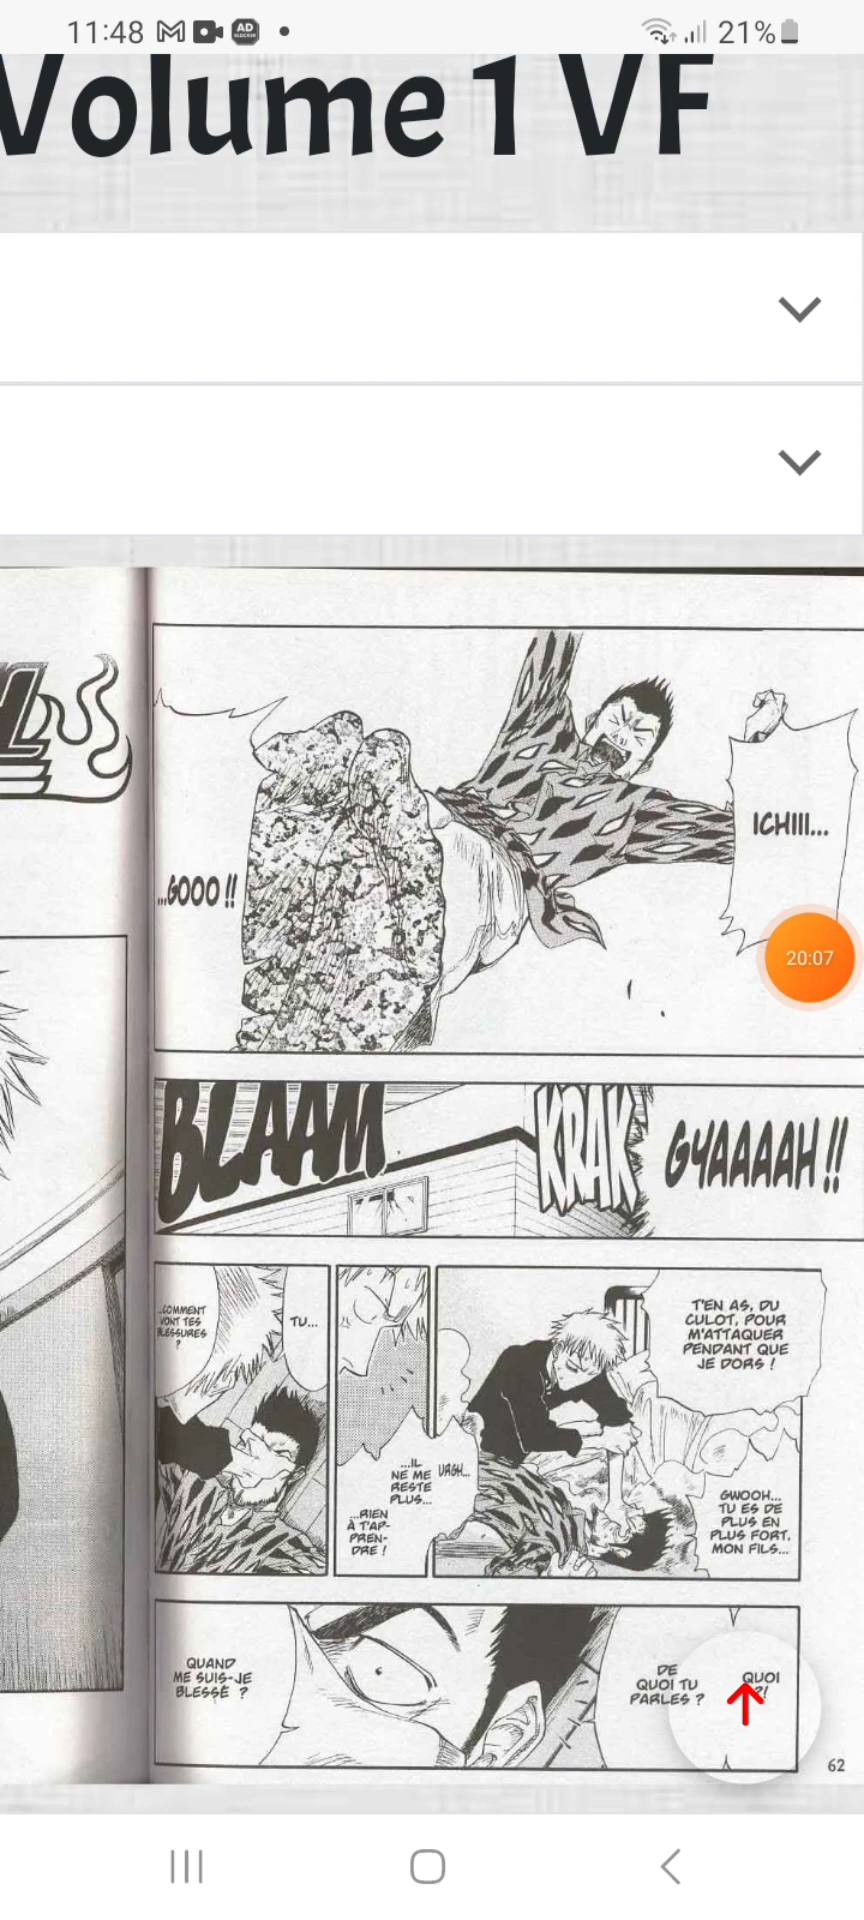 11:48
AD
BLOCKER
21%
Volume 1 VF
ICHIII...
...GOOO !!
20:07
GYAAAAH !!
KRAK
BLAAM
T'EN AS, DU
CULOT, POUR
M'ATTAQUER
PENDANT QUE
JE DORS !
GWOOH...
TU ES DE
PLUS EN
PLUS FORT,
MON FILS...
URGH...
...IL
NE ME
RESTE
PLUS...
...RIEN
À T'AP-
PREN-
DRE !
TU...
...COMMENT
VONT TES
BLESSURES
?
QUOI
?!
DE
QUOI TU
PARLES ?
QUAND
ME SUIS-JE
BLESSÉ ?
62